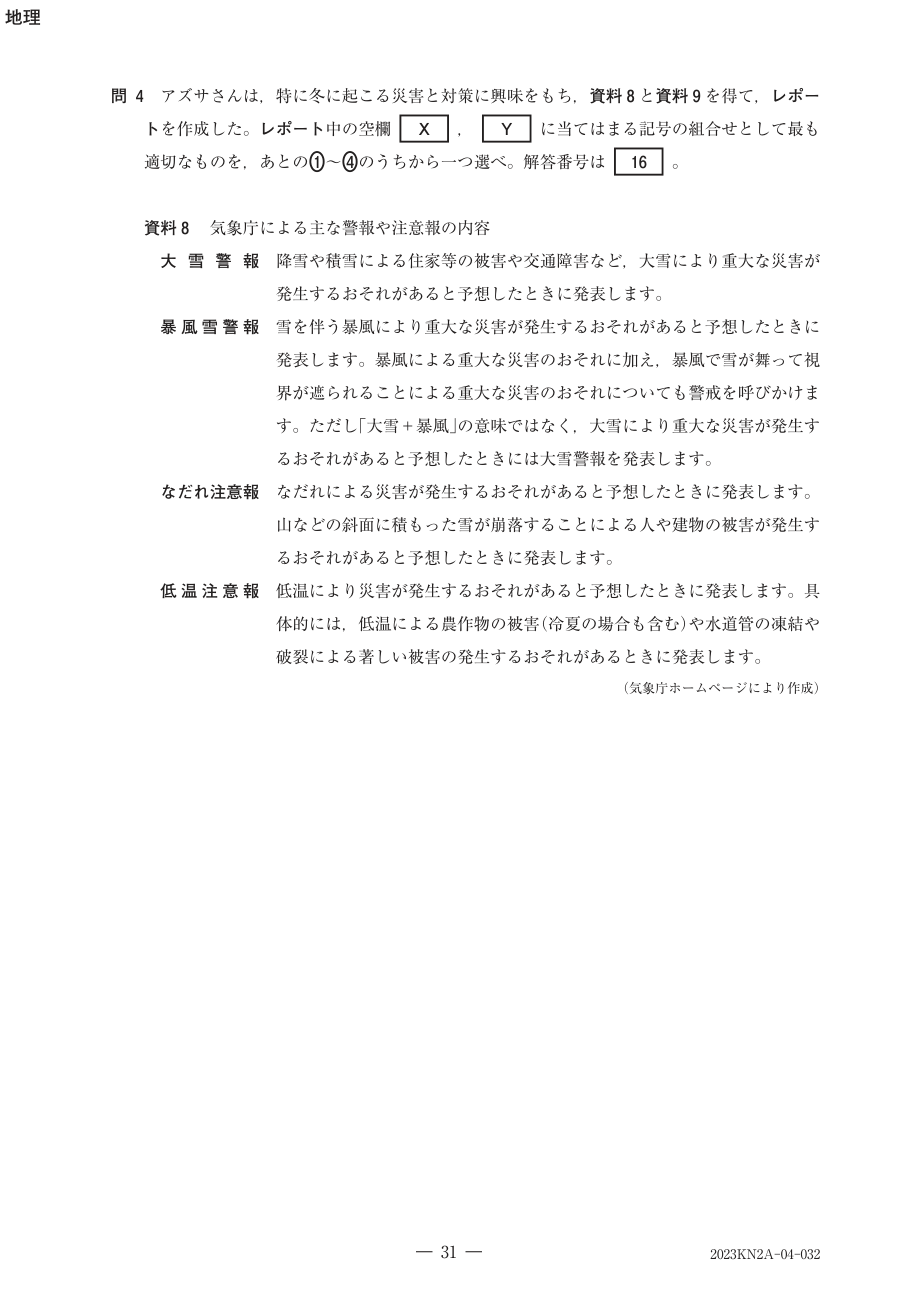 地理
問 4 アズサさんは，特に冬に起こる災害と対策に興味をもち，資料8と資料9を得て，レポー
トを作成した。レポート中の空欄 X ， Y に当てはまる記号の組合せとして最も
適切なものを，あとの①～④のうちから一つ選べ。解答番号は 16 。
資料8 気象庁による主な警報や注意報の内容
大雪警報 降雪や積雪による住家等の被害や交通障害など，大雪により重大な災害が
発生するおそれがあると予想したときに発表します。
暴風雪警報 雪を伴う暴風により重大な災害が発生するおそれがあると予想したときに
発表します。暴風による重大な災害のおそれに加え，暴風で雪が舞って視
界が遮られることによる重大な災害のおそれについても警戒を呼びかけま
す。ただし「大雪＋暴風」の意味ではなく，大雪により重大な災害が発生す
るおそれがあると予想したときには大雪警報を発表します。
なだれ注意報 なだれによる災害が発生するおそれがあると予想したときに発表します。
山などの斜面に積もった雪が崩落することによる人や建物の被害が発生す
るおそれがあると予想したときに発表します。
低温注意報 低温により災害が発生するおそれがあると予想したときに発表します。具
体的には，低温による農作物の被害(冷夏の場合も含む)や水道管の凍結や
破裂による著しい被害の発生するおそれがあるときに発表します。
（気象庁ホームページにより作成）
― 31 ―
2023KN2A-04-032